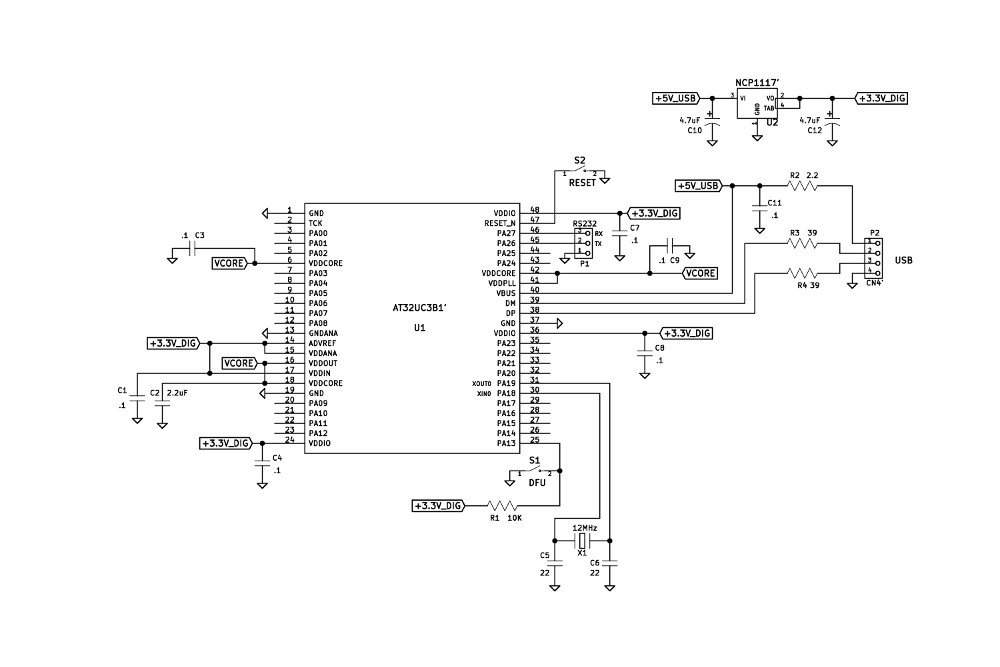 NCP1117'
+5V_USB
3 VI VO 2
TAB 4
GND
1
U2
+3.3V_DIG
4.7uF
C10
4.7uF
C12
S2
1 2
RESET
+5V_USB
R2 2.2
C11
.1
1 GND
2 TCK
3 PA00
4 PA01
5 PA02
6 VDDCORE
7 PA03
8 PA04
9 PA05
10 PA06
11 PA07
12 PA08
13 GNDANA
14 ADVREF
15 VDDANA
16 VDDOUT
17 VDDIN
18 VDDCORE
19 GND
20 PA09
21 PA10
22 PA11
23 PA12
24 VDDIO
AT32UC3B1'
U1
VDDIO 48
RESET_N 47
PA27 46
PA26 45
PA25 44
PA24 43
VDDCORE 42
VDDPLL 41
VBUS 40
DM 39
DP 38
GND 37
VDDIO 36
PA23 35
PA22 34
PA21 33
PA20 32
XOUT0 PA19 31
XIN0 PA18 30
PA17 29
PA16 28
PA15 27
PA14 26
PA13 25
.1 C3
VCORE
+3.3V_DIG
VCORE
C1
.1
C2 2.2uF
+3.3V_DIG
C4
.1
+3.3V_DIG
C7
.1
RS232
3 RX
2 TX
1
P1
.1 C9
VCORE
R3 39
R4 39
P2
1
2
3
4
CN4'
USB
+3.3V_DIG
C8
.1
S1
1 2
DFU
+3.3V_DIG
R1 10K
12MHz
X1
C5
22
C6
22